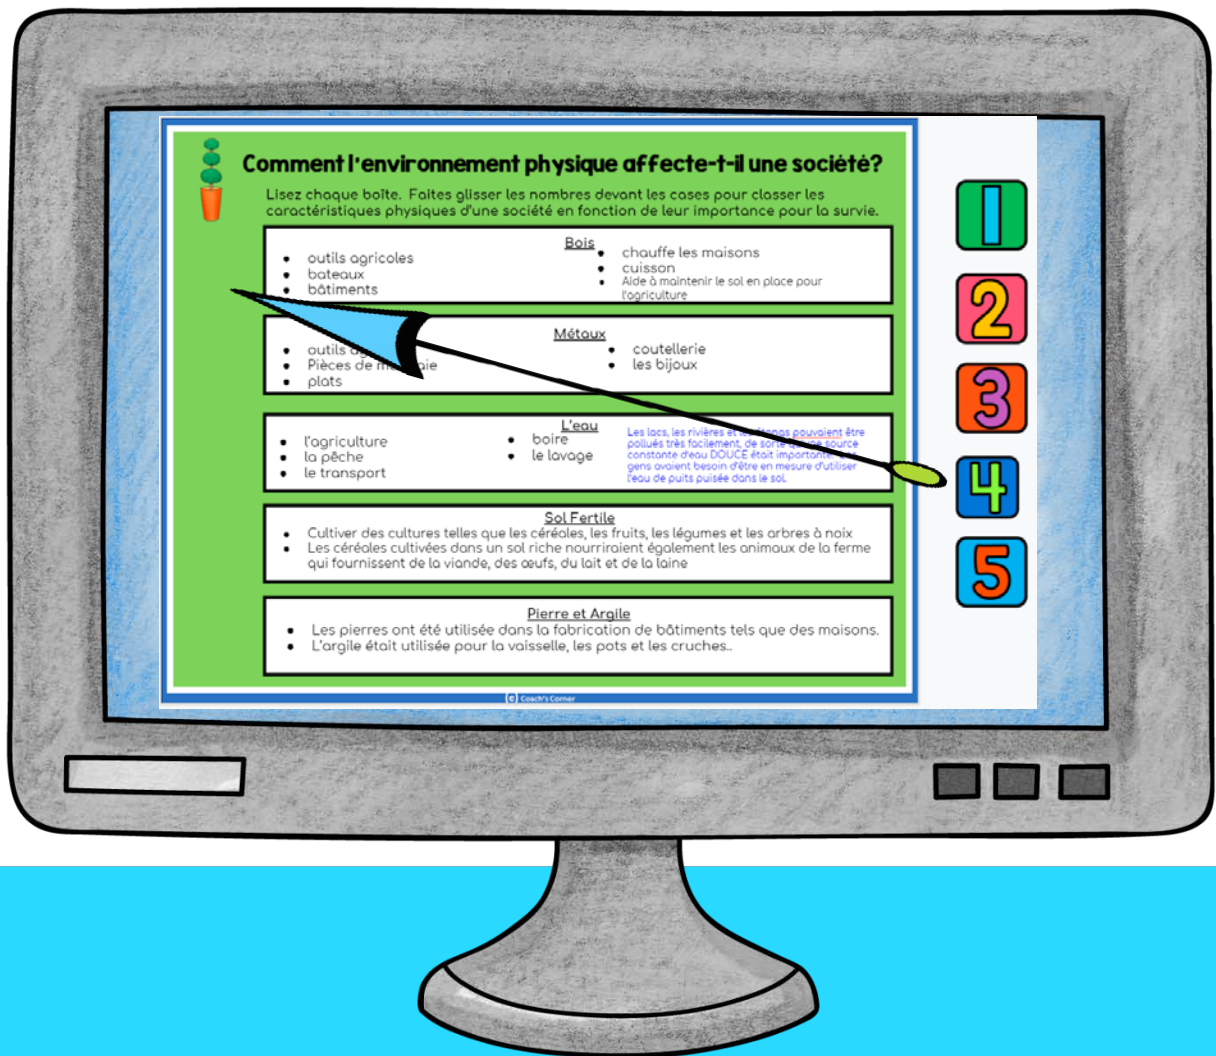 Comment l'environnement physique affecte-t-il une société?
Lisez chaque boîte. Faites glisser les nombres devant les cases pour classer les
caractéristiques physiques d'une société en fonction de leur importance pour la survie.
Bois
outils agricoles
bateaux
bâtiments
chauffe les maisons
cuisson
Aide à maintenir le sol en place pour
l'agriculture
Métaux
outils
Pièces de
plats
coutellerie
les bijoux
L'eau
l'agriculture
la pêche
le transport
boire
le lavage
Les lacs, les rivières et les étangs pouvaient être
pollués très facilement, de sorte qu'une source
constante d'eau DOUCE était importante.
gens avaient besoin d'être en mesure d'utiliser
l'eau de puits puisée dans le sol.
Sol Fertile
Cultiver des cultures telles que les céréales, les fruits, les légumes et les arbres à noix
Les céréales cultivées dans un sol riche nourriraient également les animaux de la ferme
qui fournissent de la viande, des œufs, du lait et de la laine
Pierre et Argile
Les pierres ont été utilisée dans la fabrication de bâtiments tels que des maisons.
L'argile était utilisée pour la vaisselle, les pots et les cruches..
(c) Coach's Corner
1
2
3
4
5